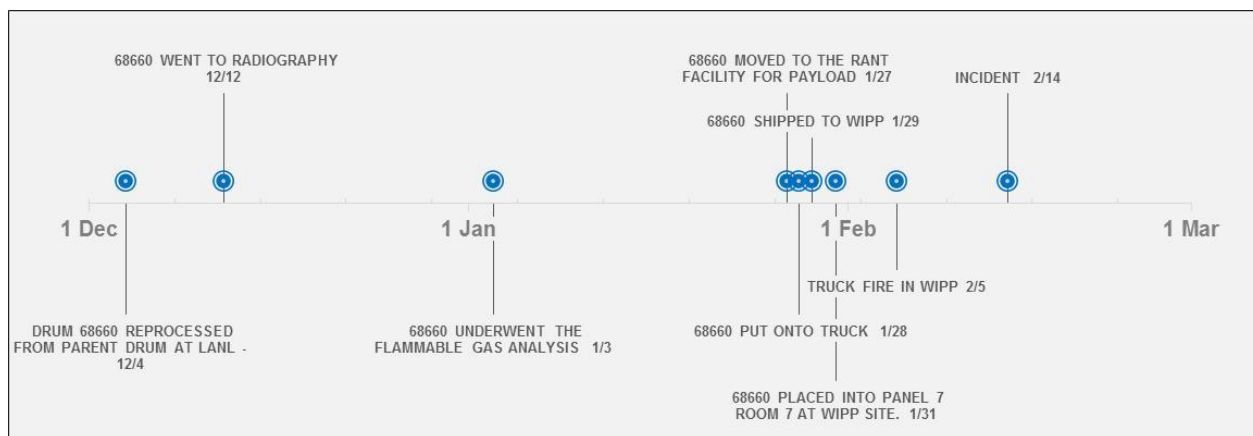 68660 WENT TO RADIOGRAPHY
12/12
68660 MOVED TO THE RANT
FACILITY FOR PAYLOAD 1/27
INCIDENT 2/14
68660 SHIPPED TO WIPP 1/29
1 Dec
1 Jan
1 Feb
1 Mar
TRUCK FIRE IN WIPP 2/5
DRUM 68660 REPROCESSED
FROM PARENT DRUM AT LANL -
12/4
68660 UNDERWENT THE
FLAMMABLE GAS ANALYSIS 1/3
68660 PUT ONTO TRUCK 1/28
68660 PLACED INTO PANEL 7
ROOM 7 AT WIPP SITE. 1/31